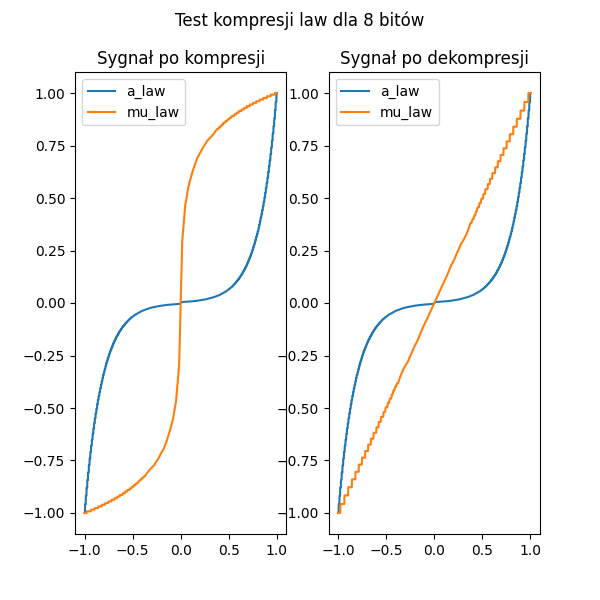 Test kompresji law dla 8 bitów
Sygnał po kompresji
a_law
mu_law
1.00
0.75
0.50
0.25
0.00
−0.25
−0.50
−0.75
−1.00
−1.0 −0.5 0.0 0.5 1.0
Sygnał po dekompresji
a_law
mu_law
1.00
0.75
0.50
0.25
0.00
−0.25
−0.50
−0.75
−1.00
−1.0 −0.5 0.0 0.5 1.0